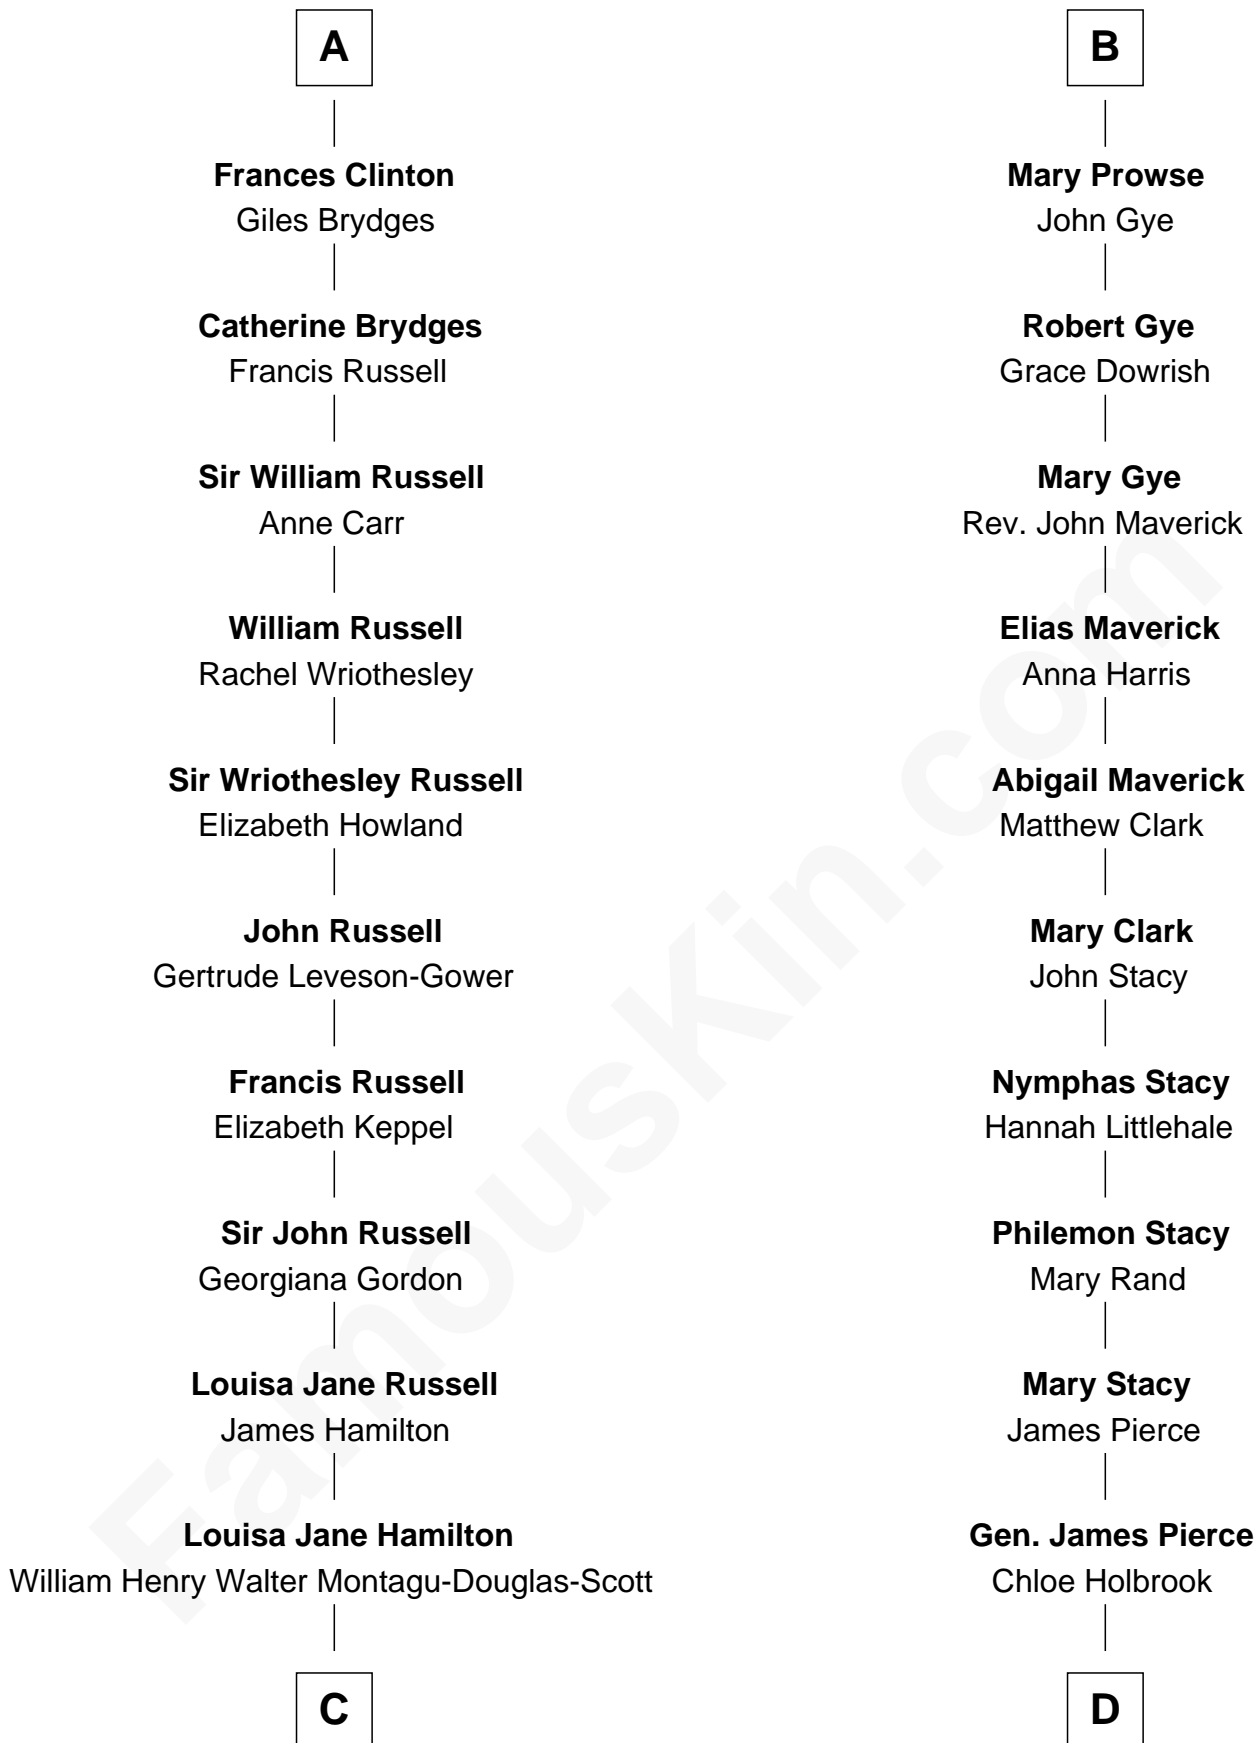 A
Frances Clinton
Giles Brydges
Catherine Brydges
Francis Russell
Sir William Russell
Anne Carr
William Russell
Rachel Wriothesley
Sir Wriothesley Russell
Elizabeth Howland
John Russell
Gertrude Leveson-Gower
Francis Russell
Elizabeth Keppel
Sir John Russell
Georgiana Gordon
Louisa Jane Russell
James Hamilton
Louisa Jane Hamilton
William Henry Walter Montagu-Douglas-Scott
C
B
Mary Prowse
John Gye
Robert Gye
Grace Dowrish
Mary Gye
Rev. John Maverick
Elias Maverick
Anna Harris
Abigail Maverick
Matthew Clark
Mary Clark
John Stacy
Nymphas Stacy
Hannah Littlehale
Philemon Stacy
Mary Rand
Mary Stacy
James Pierce
Gen. James Pierce
Chloe Holbrook
D
FamousKin.com